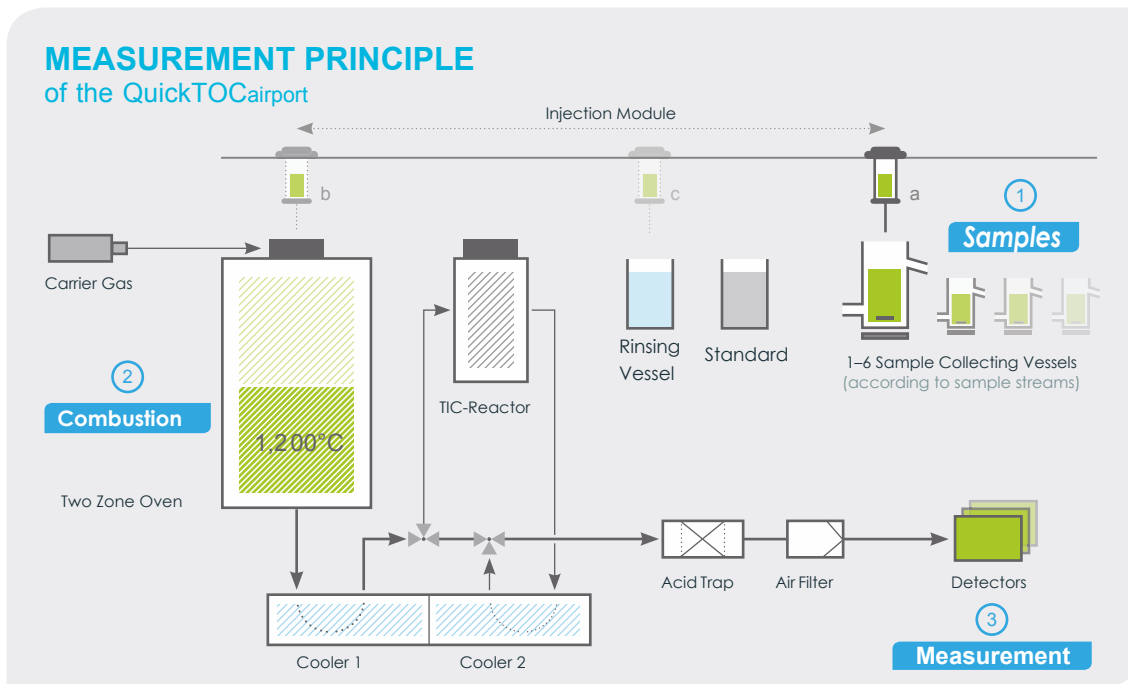 MEASUREMENT PRINCIPLE
of the QuickTOCairport
Injection Module
b
c
a
1
Samples
Carrier Gas
Rinsing
Vessel
Standard
1–6 Sample Collecting Vessels
(according to sample streams)
2
Combustion
TIC-Reactor
1,200°C
Two Zone Oven
Acid Trap
Air Filter
Detectors
3
Measurement
Cooler 1
Cooler 2